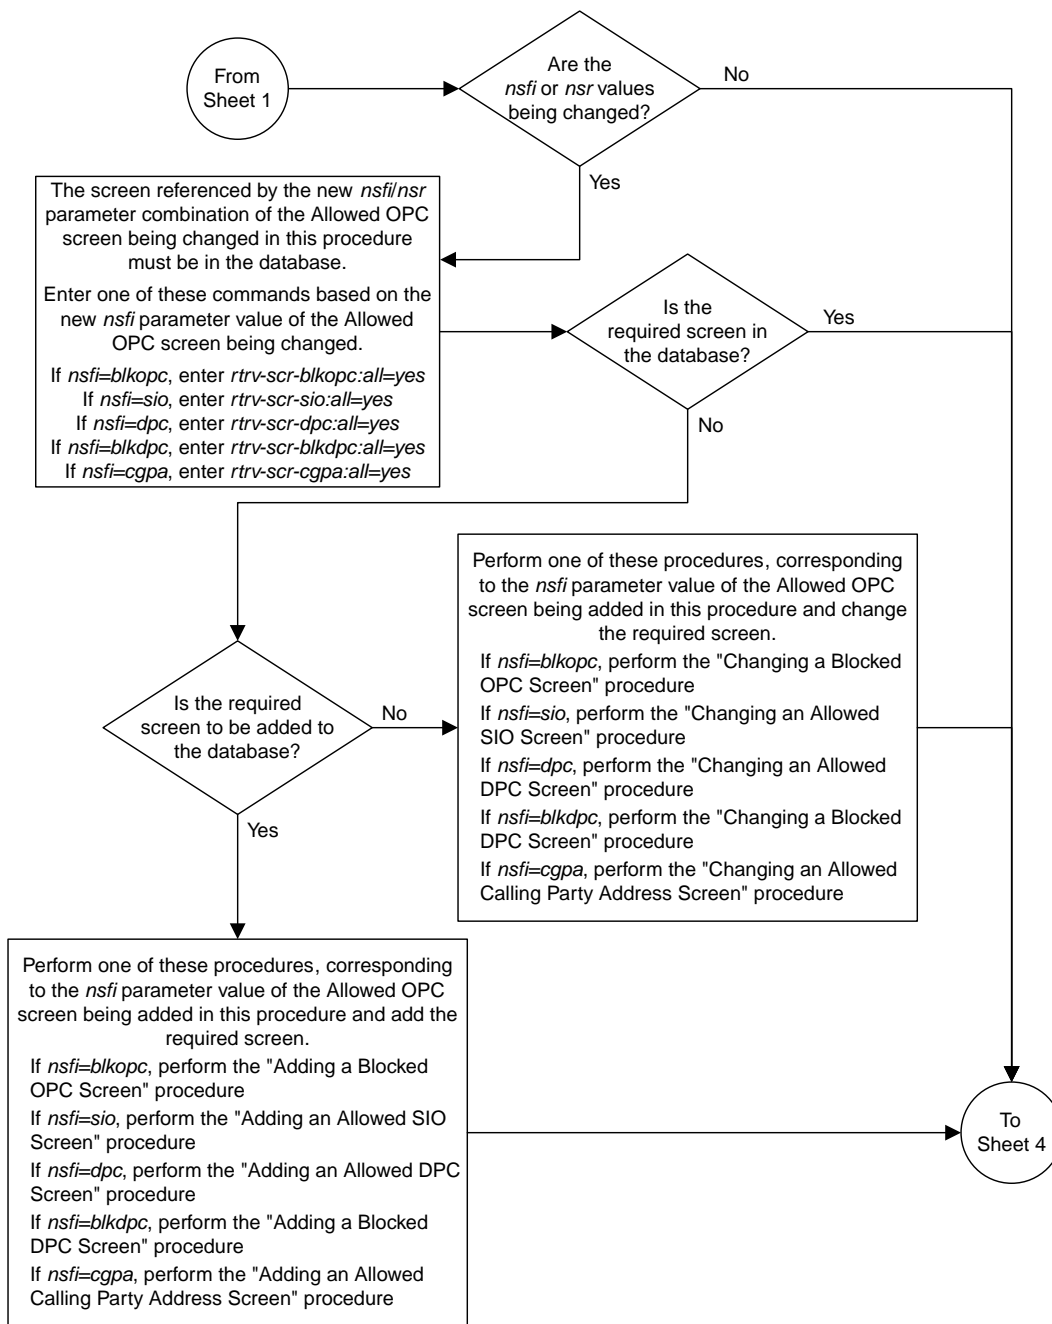 From
Sheet 1
Are the
nsfi or nsr values
being changed?
No
Yes
The screen referenced by the new nsfi/nsr
parameter combination of the Allowed OPC
screen being changed in this procedure
must be in the database.
Enter one of these commands based on the
new nsfi parameter value of the Allowed
OPC screen being changed.
If nsfi=blkopc, enter rtrv-scr-blkopc:all=yes
If nsfi=sio, enter rtrv-scr-sio:all=yes
If nsfi=dpc, enter rtrv-scr-dpc:all=yes
If nsfi=blkdpc, enter rtrv-scr-blkdpc:all=yes
If nsfi=cgpa, enter rtrv-scr-cgpa:all=yes
Is the
required screen in
the database?
Yes
No
Is the required
screen to be added to
the database?
No
Yes
Perform one of these procedures, corresponding
to the nsfi parameter value of the Allowed OPC
screen being added in this procedure and change
the required screen.
If nsfi=blkopc, perform the "Changing a Blocked
OPC Screen" procedure
If nsfi=sio, perform the "Changing an Allowed
SIO Screen" procedure
If nsfi=dpc, perform the "Changing an Allowed
DPC Screen" procedure
If nsfi=blkdpc, perform the "Changing a Blocked
DPC Screen" procedure
If nsfi=cgpa, perform the "Changing an Allowed
Calling Party Address Screen" procedure
Perform one of these procedures, corresponding
to the nsfi parameter value of the Allowed OPC
screen being added in this procedure and add the
required screen.
If nsfi=blkopc, perform the "Adding a Blocked
OPC Screen" procedure
If nsfi=sio, perform the "Adding an Allowed SIO
Screen" procedure
If nsfi=dpc, perform the "Adding an Allowed DPC
Screen" procedure
If nsfi=blkdpc, perform the "Adding a Blocked
DPC Screen" procedure
If nsfi=cgpa, perform the "Adding an Allowed
Calling Party Address Screen" procedure
To
Sheet 4